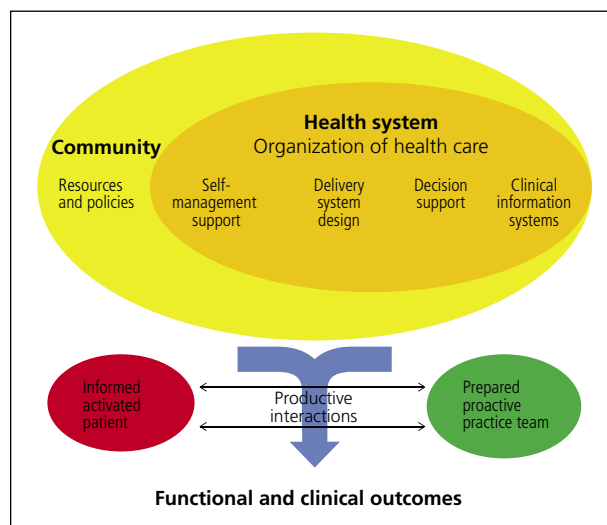 Health system
Organization of health care
Community
Resources
and policies
Self-
management
support
Delivery
system
design
Decision
support
Clinical
information
systems
Informed
activated
patient
Productive
interactions
Prepared
proactive
practice team
Functional and clinical outcomes